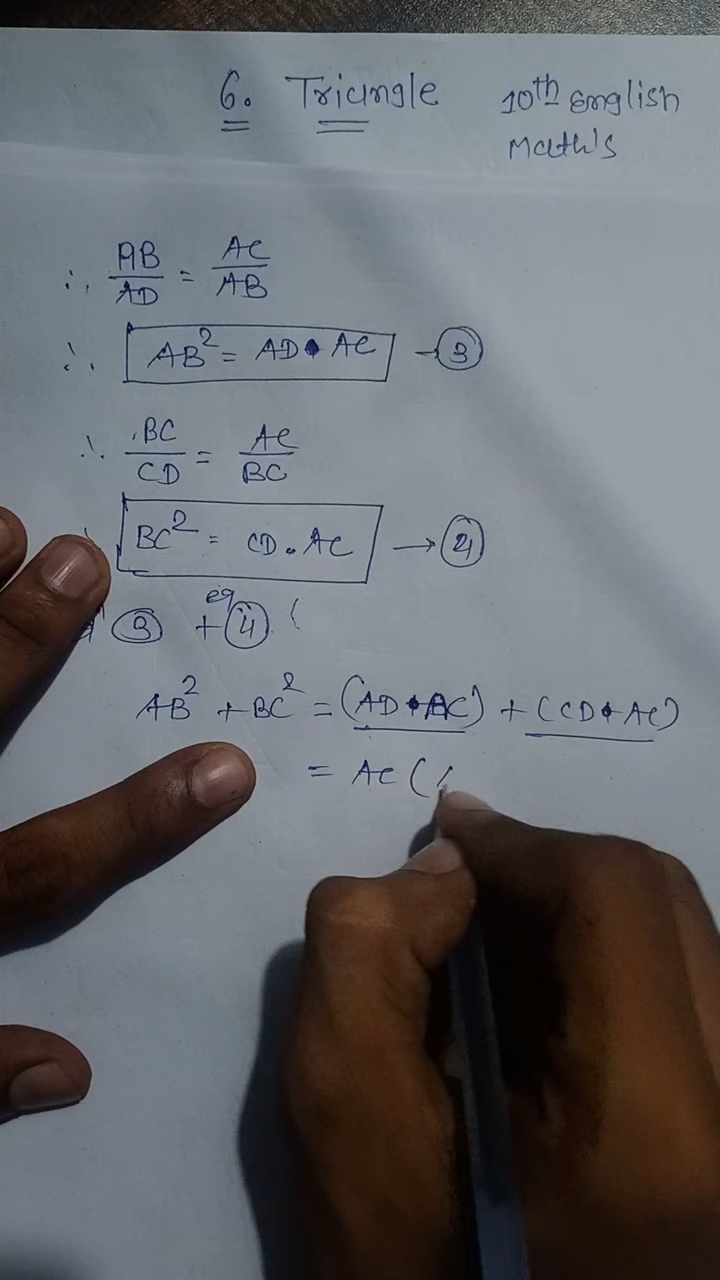 6. Triangle 10th English
Math's
∴ AB/AD = AC/AB
∴ AB² = AD • AC → 3
∴ BC/CD = AC/BC
BC² = CD . AC → 4
3 + eq 4 (
AB² + BC² = (AD • AC) + (CD • AC)
= AC (